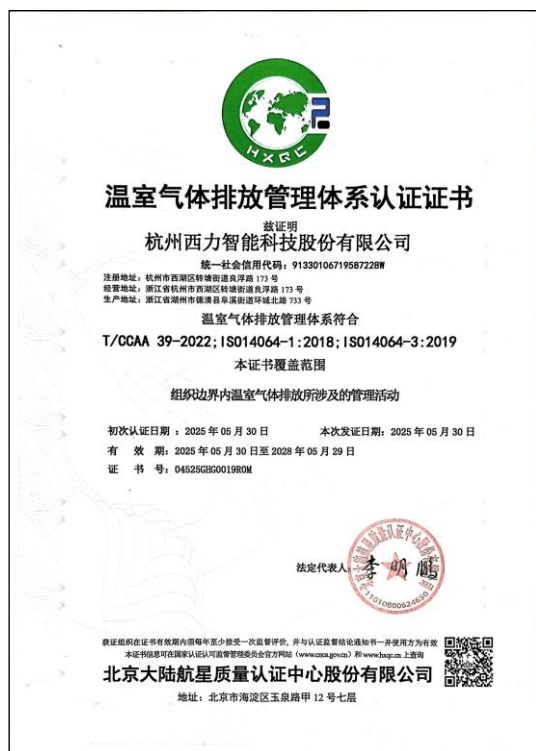 HXQC
温室气体排放管理体系认证证书
兹证明
杭州西力智能科技股份有限公司
统一社会信用代码：91330106719587228W
注册地址：杭州市西湖区转塘街道良浮路 173 号
经营地址：浙江省杭州市西湖区转塘街道良浮路 173 号
生产地址：浙江省湖州市德清县阜溪街道环城北路 733 号
温室气体排放管理体系符合
T/CCAA 39-2022;ISO14064-1:2018;ISO14064-3:2019
本证书覆盖范围
组织边界内温室气体排放所涉及的管理活动
初次认证日期：2025 年 05 月 30 日 本次发证日期：2025 年 05 月 30 日
有 效 期：2025 年 05 月 30 日至 2028 年 05 月 29 日
证 书 号：04525GHG0019R0M
法定代表人
李明鹏
11010800624650
获证组织在证书有效期内须每年至少接受一次监督评价，并与认证监督结论通知书一并使用方为有效
本证书信息可在国家认证认可监督管理委员会官方网站（www.cnca.gov.cn）和 www.hxqc.cn 上查询
北京大陆航星质量认证中心股份有限公司
地址：北京市海淀区玉泉路甲 12 号七层